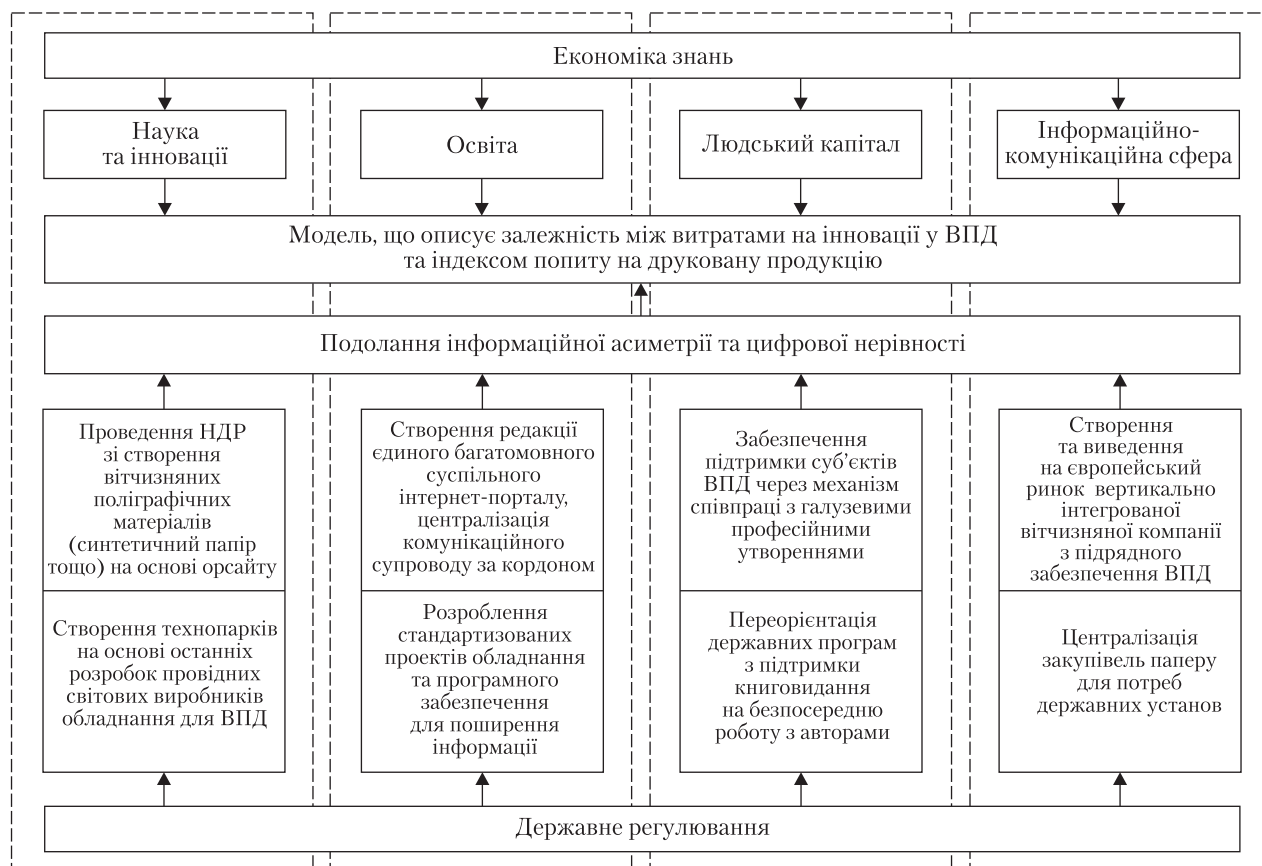 Економіка знань
Наука
та інновації
Освіта
Людський капітал
Інформаційно-
комунікаційна сфера
Модель, що описує залежність між витратами на інновації у ВПД
та індексом попиту на друковану продукцію
Подолання інформаційної асиметрії та цифрової нерівності
Проведення НДР
зі створення
вітчизняних
поліграфічних
матеріалів
(синтетичний папір
тощо) на основі орсайту
Створення технопарків
на основі останніх
розробок провідних
світових виробників
обладнання для ВПД
Створення редакції
єдиного багатомовного
суспільного
інтернет-порталу,
централізація
комунікаційного
супроводу за кордоном
Розроблення
стандартизованих
проектів обладнання
та програмного
забезпечення
для поширення
інформації
Забезпечення
підтримки суб’єктів
ВПД через механізм
співпраці з галузевими
професійними
утвореннями
Переорієнтація
державних програм
з підтримки
книговидання
на безпосередню
роботу з авторами
Створення
та виведення
на європейський
ринок вертикально
інтегрованої
вітчизняної компанії
з підрядного
забезпечення ВПД
Централізація
закупівель паперу
для потреб
державних установ
Державне регулювання